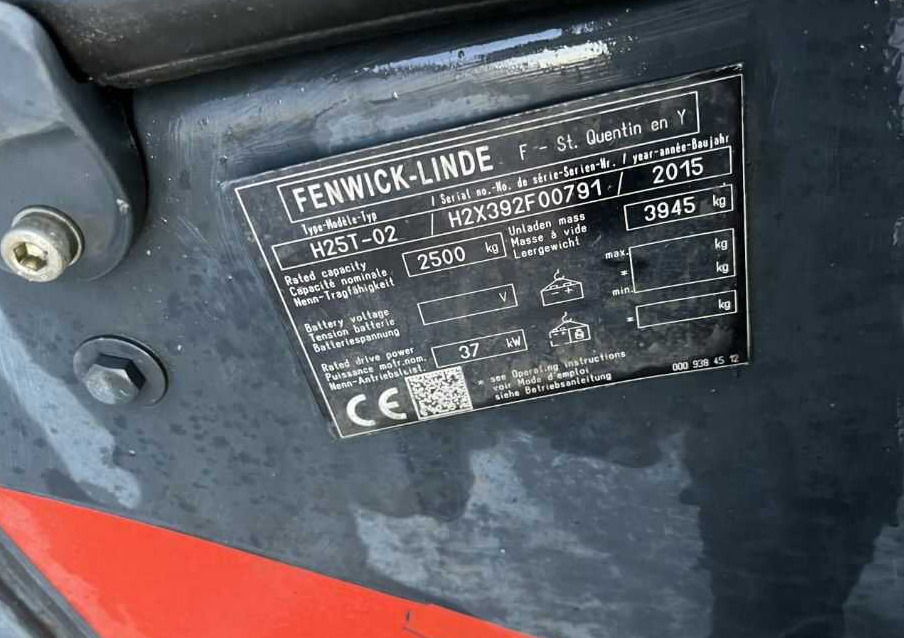 FENWICK-LINDE F - St. Quentin en Y
Type-Modèle-Typ / Serial no.-No. de série-Serien-Nr. / year-année-Baujahr
H25T-02 / H2X392F00791 / 2015
Rated capacity
Capacité nominale
Nenn-Tragfähigkeit
2500 kg
Unladen mass
Masse à vide
Leergewicht
3945 kg
Battery voltage
Tension batterie
Batteriespannung
V
- +
max. kg
*
min. kg
Rated drive power
Puissance motr.nom.
Nenn-Antriebsleist.
37 kW
- +
* kg
CE
* see Operating instructions
voir Mode d'emploi
siehe Betriebsanleitung
000 938 45 12